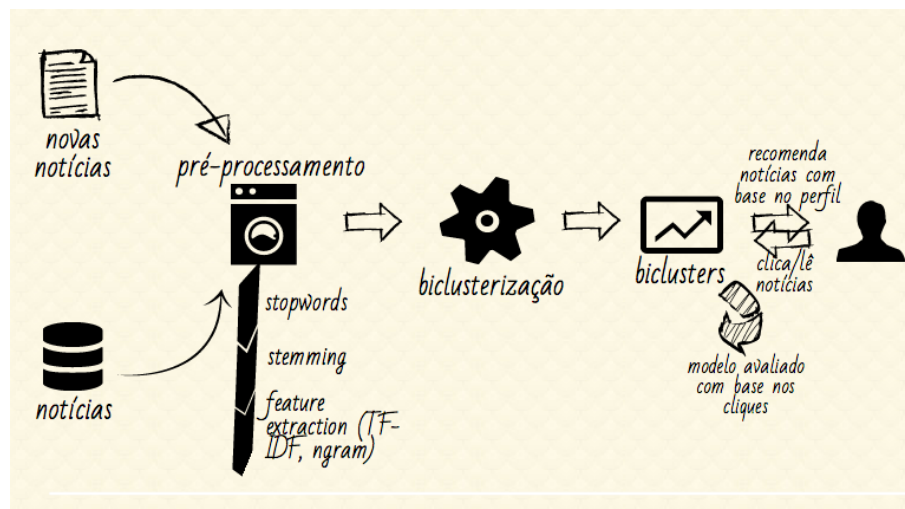 novas
notícias
pré-processamento
notícias
stopwords
stemming
feature
extraction (TF-
IDF, ngram)
biclusterização
biclusters
recomenda
notícias com
base no perfil
clica/lê
notícias
modelo avaliado
com base nos
cliques